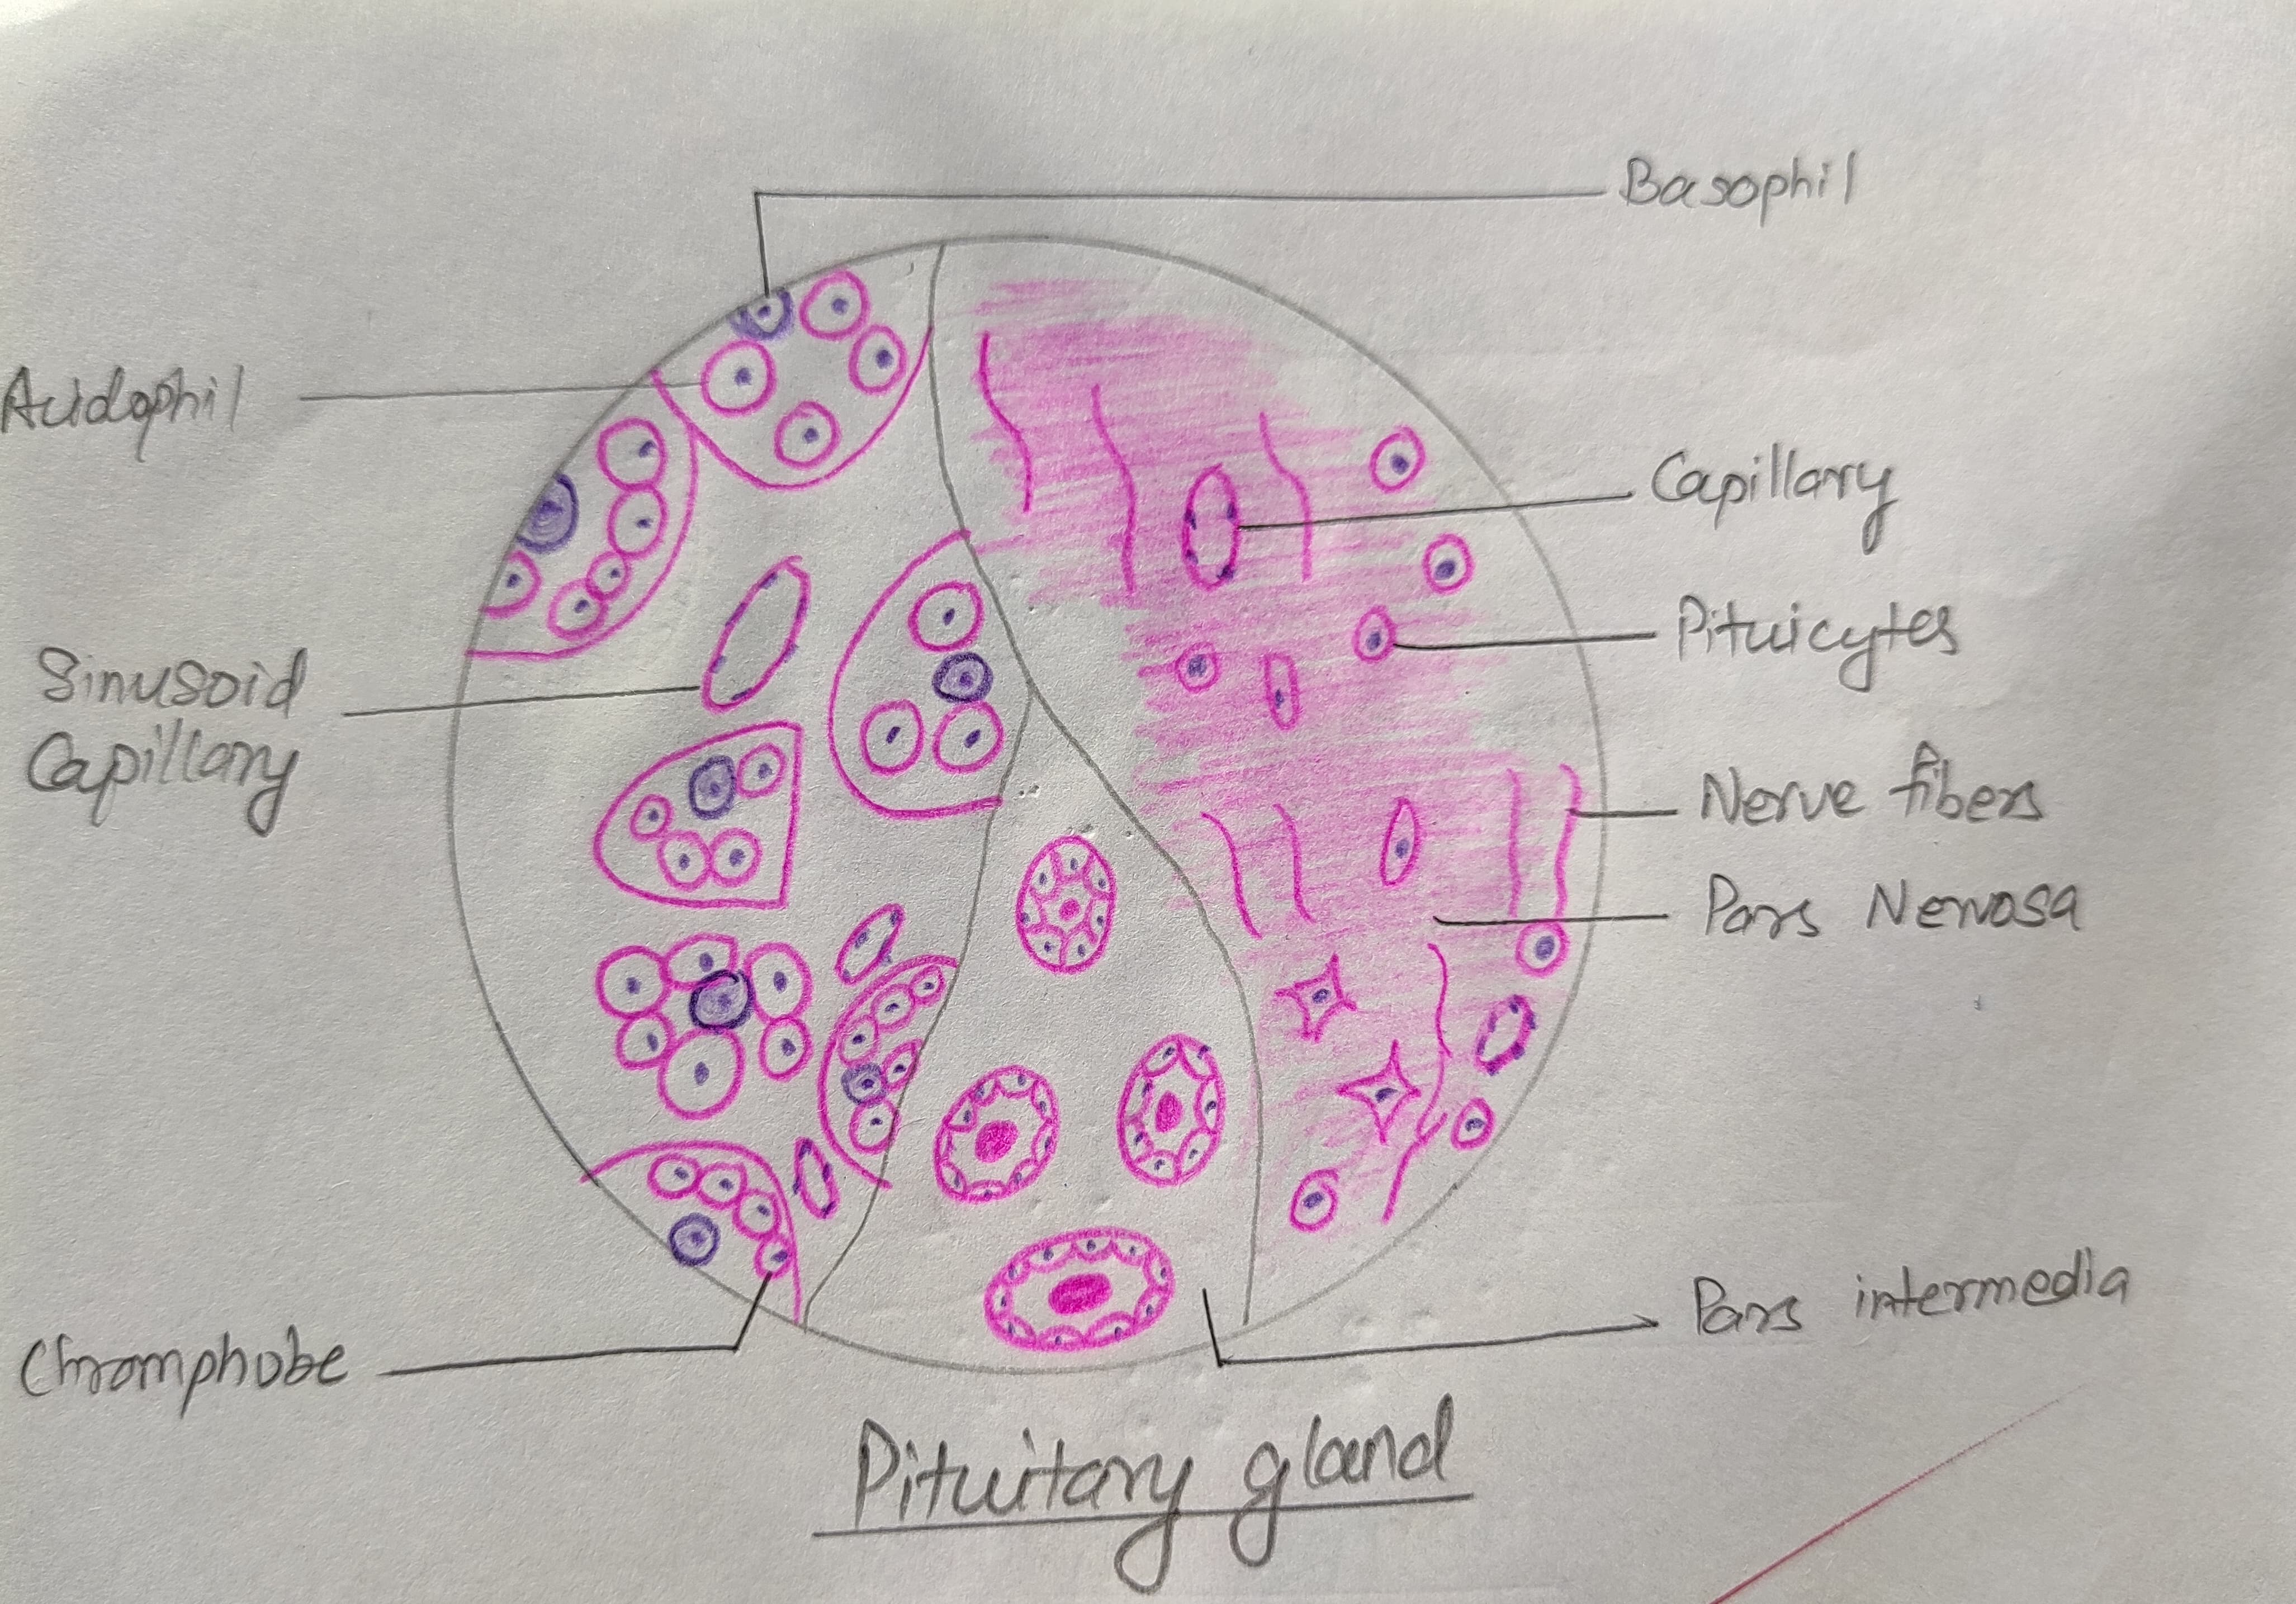 Basophil
Acidophil
Capillary
Sinusoid
Capillary
Pituicytes
Nerve fibers
Pars Nervosa
Chromphobe
Pars intermedia
Pituitary gland